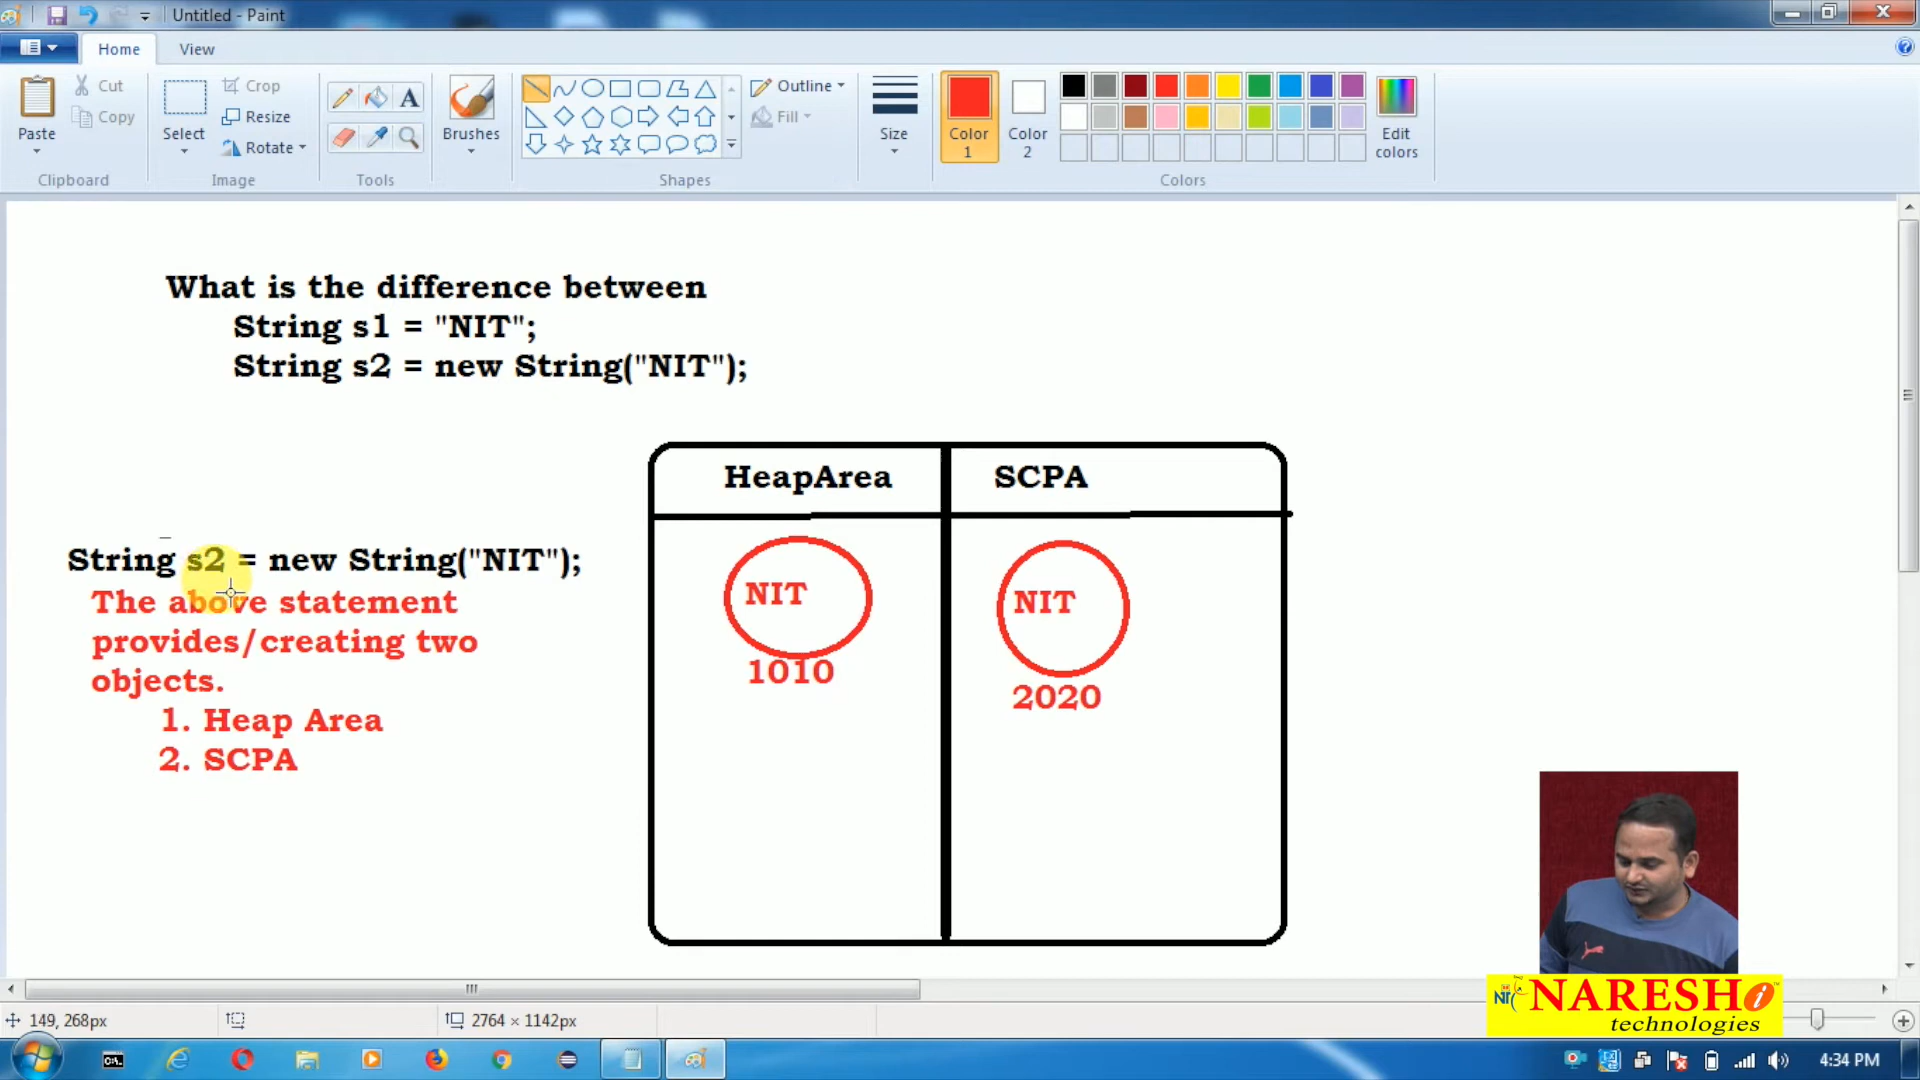 Untitled - Paint
Home
View
Paste
Cut
Copy
Clipboard
Select
Crop
Resize
Rotate
Image
A
Tools
Brushes
Shapes
Outline
Fill
Size
Color
1
Color
2
Edit
colors
Colors
What is the difference between
String s1 = "NIT";
String s2 = new String("NIT");
HeapArea
SCPA
String s2 = new String("NIT");
The above statement
provides/creating two
objects.
1. Heap Area
2. SCPA
NIT
1010
NIT
2020
NARESH i
technologies
149, 268px
2764 × 1142px
4:34 PM